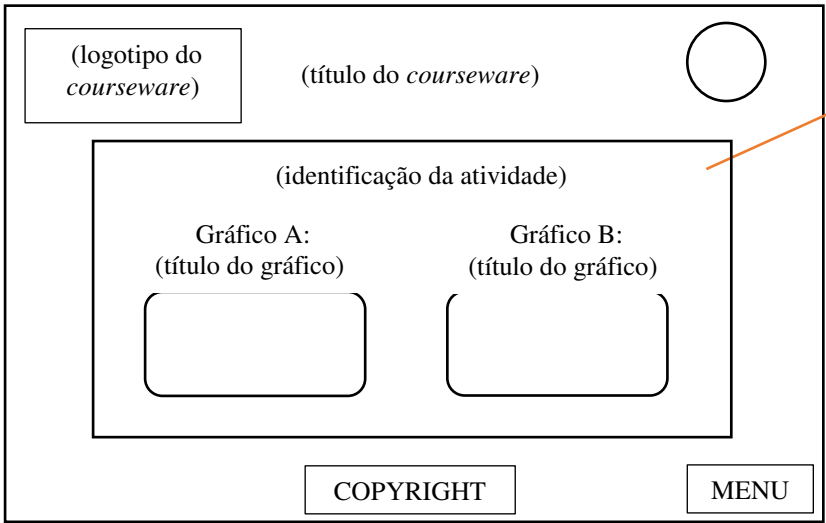 (logotipo do
courseware)
(título do courseware)
(identificação da atividade)
Gráfico A:
(título do gráfico)
Gráfico B:
(título do gráfico)
COPYRIGHT
MENU